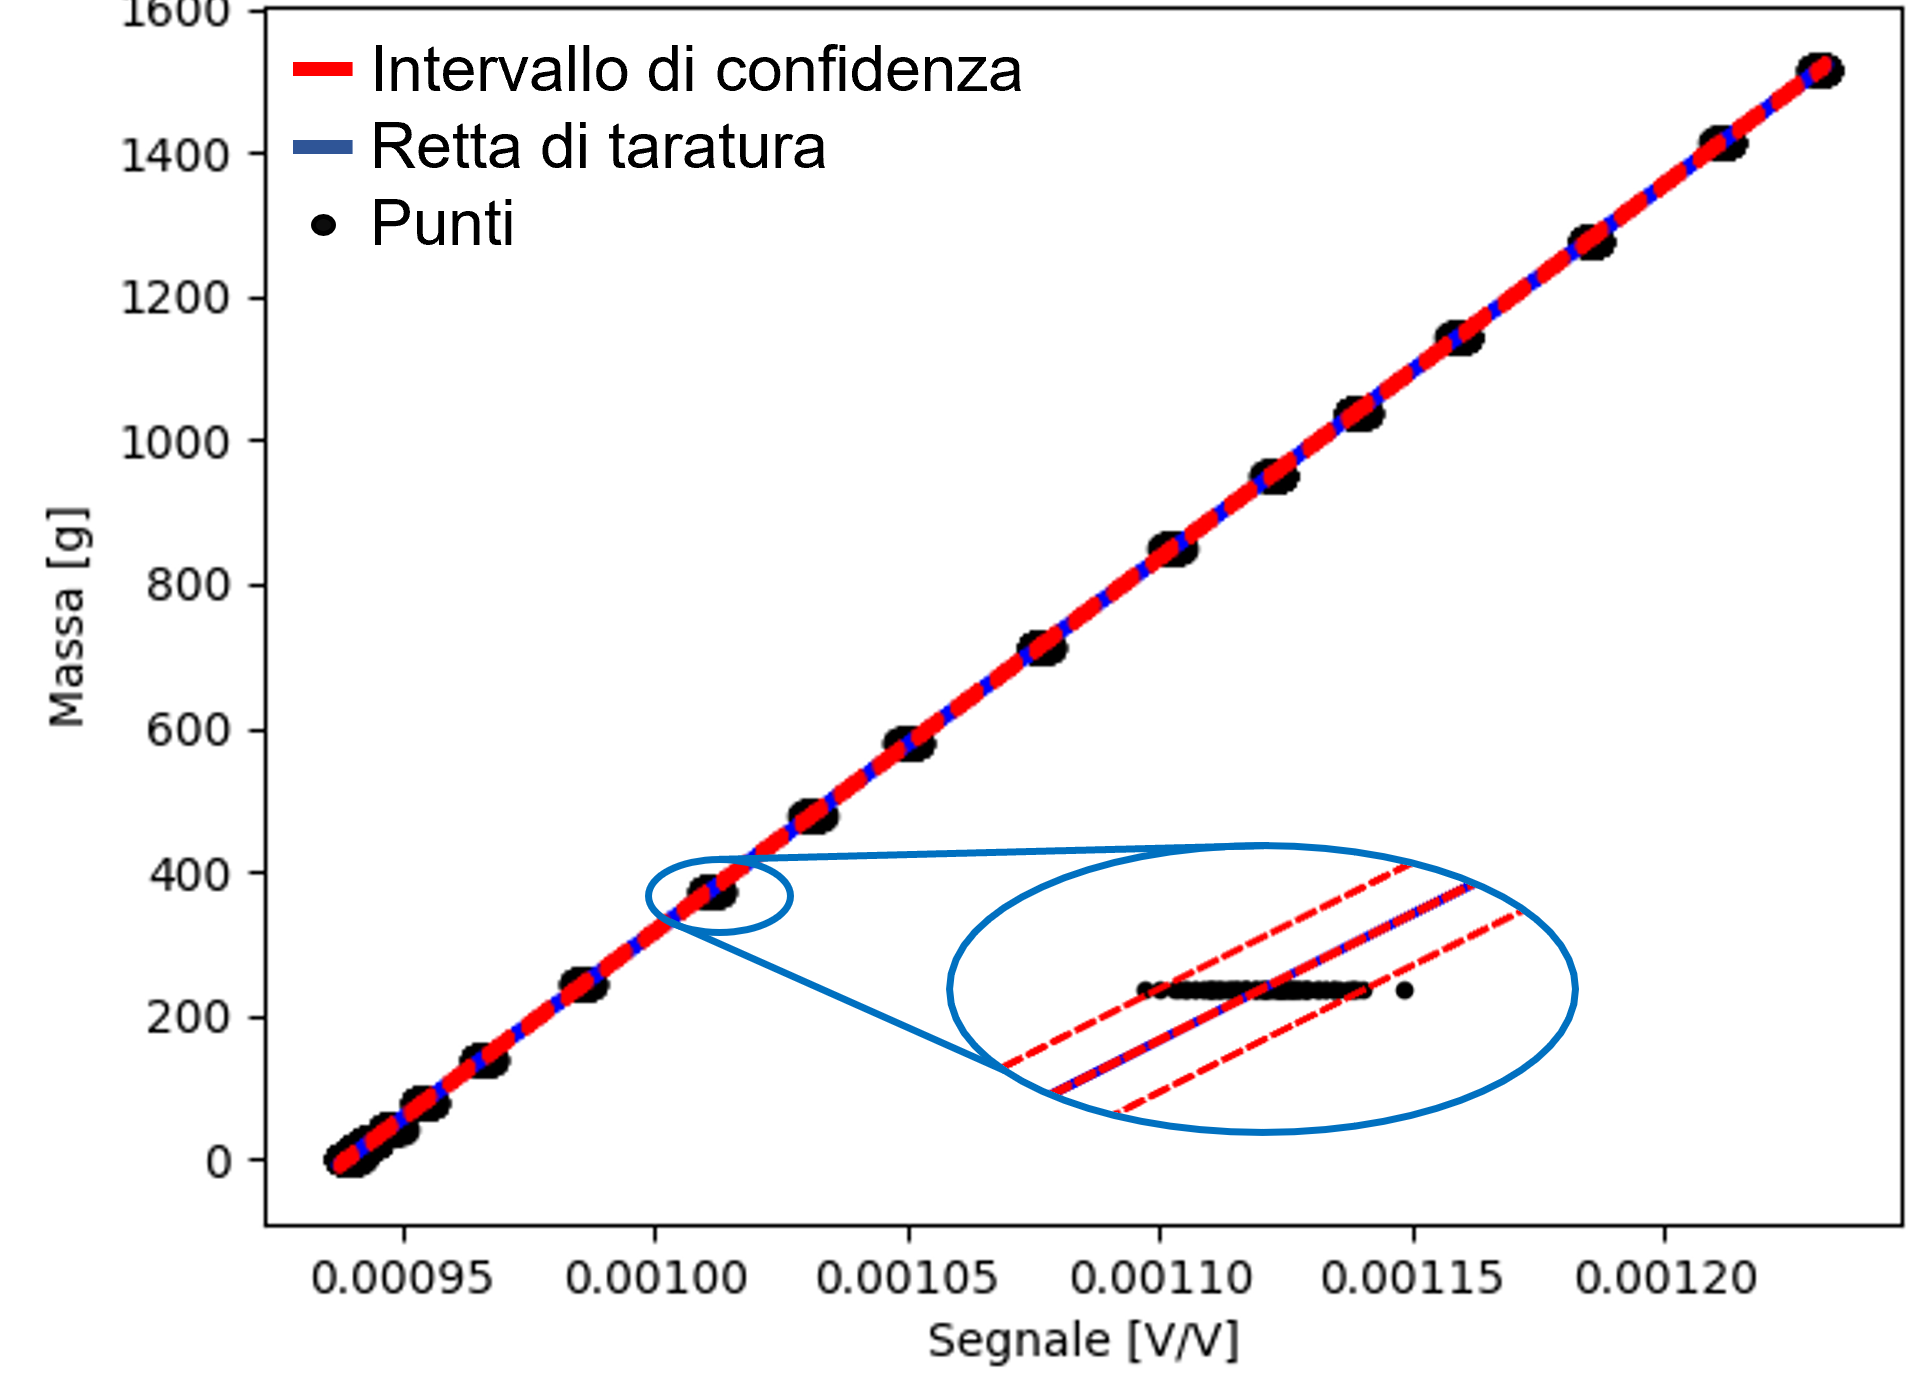 Intervallo di confidenza
Retta di taratura
Punti
Massa [g]
1600
1400
1200
1000
800
600
400
200
0
0.00095 0.00100 0.00105 0.00110 0.00115 0.00120
Segnale [V/V]